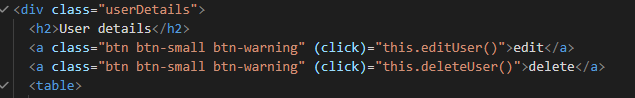 <div class="userDetails">
<h2>User details</h2>
<a class="btn btn-small btn-warning" (click)="this.editUser()">edit</a>
<a class="btn btn-small btn-warning" (click)="this.deleteUser()">delete</a>
<table>